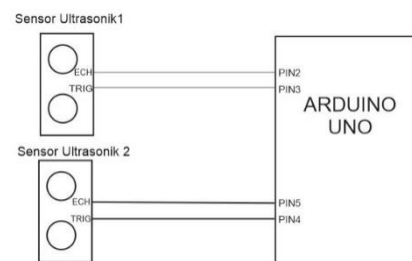 Sensor Ultrasonik1
ECH
PIN2
TRIG
PIN3
ARDUINO
UNO
Sensor Ultrasonik 2
ECH
PIN5
TRIG
PIN4